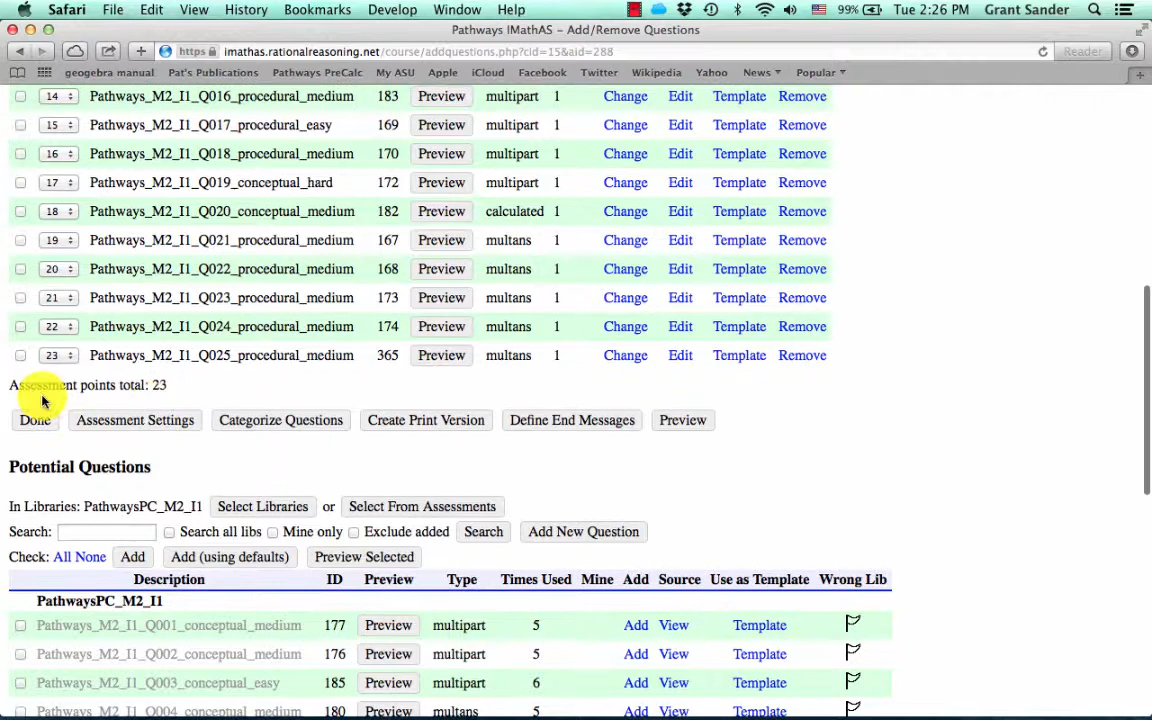 Safari File Edit View History Bookmarks Develop Window Help 99% Tue 2:26 PM Grant Sander
Pathways IMathAS – Add/Remove Questions
https imathas.rationalreasoning.net/course/addquestions.php?cid=15&aid=288 Reader
geogebra manual Pat's Publications Pathways PreCalc My ASU Apple iCloud Facebook Twitter Wikipedia Yahoo News Popular
14 Pathways_M2_I1_Q016_procedural_medium 183 Preview multipart 1 Change Edit Template Remove
15 Pathways_M2_I1_Q017_procedural_easy 169 Preview multipart 1 Change Edit Template Remove
16 Pathways_M2_I1_Q018_procedural_medium 170 Preview multipart 1 Change Edit Template Remove
17 Pathways_M2_I1_Q019_conceptual_hard 172 Preview multipart 1 Change Edit Template Remove
18 Pathways_M2_I1_Q020_conceptual_medium 182 Preview calculated 1 Change Edit Template Remove
19 Pathways_M2_I1_Q021_procedural_medium 167 Preview multans 1 Change Edit Template Remove
20 Pathways_M2_I1_Q022_procedural_medium 168 Preview multans 1 Change Edit Template Remove
21 Pathways_M2_I1_Q023_procedural_medium 173 Preview multans 1 Change Edit Template Remove
22 Pathways_M2_I1_Q024_procedural_medium 174 Preview multans 1 Change Edit Template Remove
23 Pathways_M2_I1_Q025_procedural_medium 365 Preview multans 1 Change Edit Template Remove
Assessment points total: 23
Done Assessment Settings Categorize Questions Create Print Version Define End Messages Preview
Potential Questions
In Libraries: PathwaysPC_M2_I1 Select Libraries or Select From Assessments
Search: Search all libs Mine only Exclude added Search Add New Question
Check: All None Add Add (using defaults) Preview Selected
Description ID Preview Type Times Used Mine Add Source Use as Template Wrong Lib
PathwaysPC_M2_I1
Pathways_M2_I1_Q001_conceptual_medium 177 Preview multipart 5 Add View Template
Pathways_M2_I1_Q002_conceptual_medium 176 Preview multipart 5 Add View Template
Pathways_M2_I1_Q003_conceptual_easy 185 Preview multipart 6 Add View Template
Pathways_M2_I1_Q004_conceptual_medium 180 Preview multans 5 Add View Template